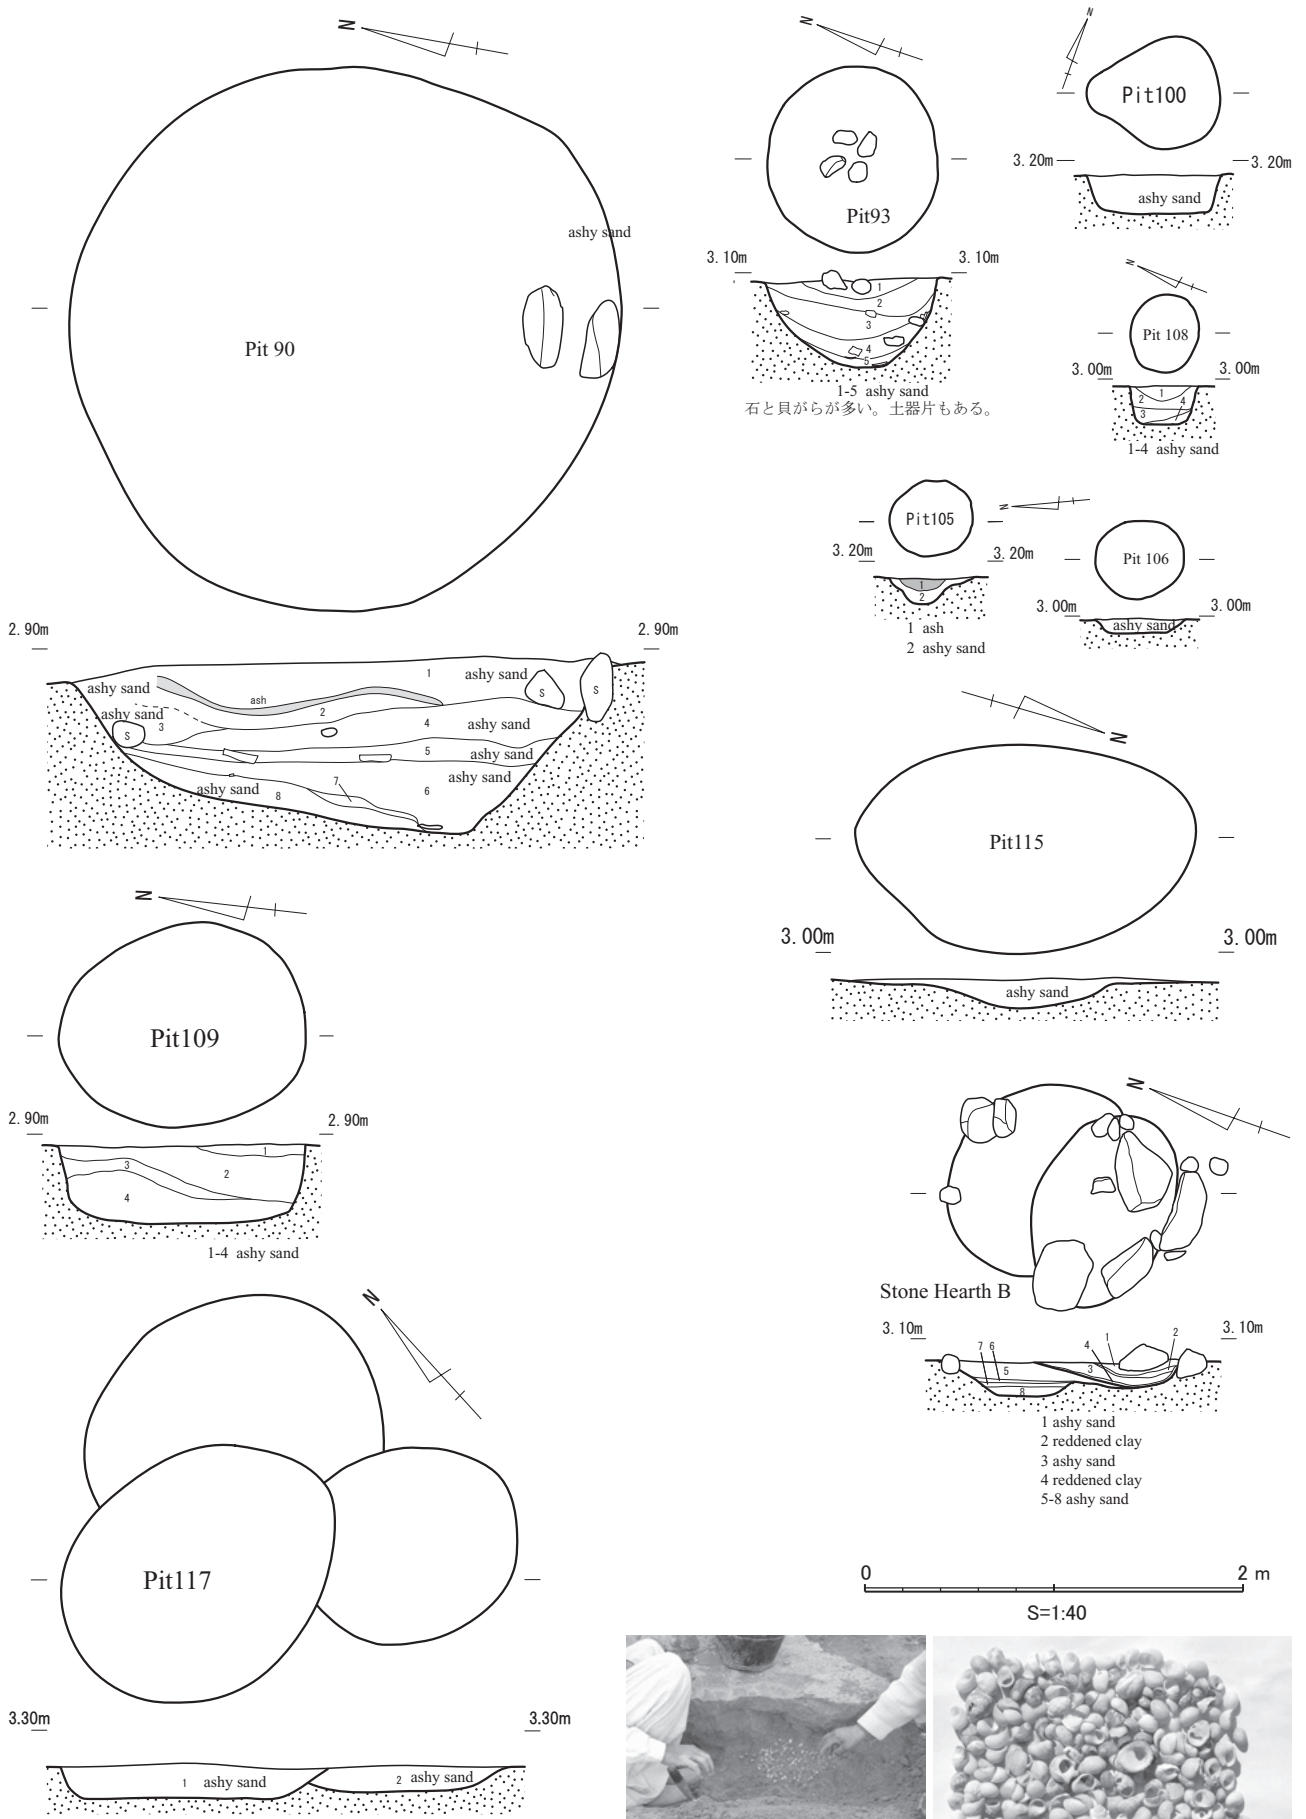 N
ashy sand
Pit 90
2.90m
2.90m
1
ashy sand
ashy sand
ash
S
S
2
ashy sand
3
S
4
ashy sand
5
ashy sand
ashy sand
7
6
ashy sand
8
N
Pit109
2.90m
2.90m
1
3
2
4
1-4 ashy sand
N
Pit117
3.30m
3.30m
1
ashy sand
2
ashy sand
N
Pit93
3.10m
3.10m
1
2
3
4
5
1-5 ashy sand
石と貝がらが多い。土器片もある。
N
Pit100
3.20m
3.20m
ashy sand
N
Pit 108
3.00m
3.00m
1
2
4
3
1-4 ashy sand
N
Pit105
3.20m
3.20m
1
2
1 ash
2 ashy sand
Pit 106
3.00m
3.00m
ashy sand
N
Pit115
3.00m
3.00m
ashy sand
N
Stone Hearth B
3.10m
3.10m
7 6
4
1
2
5
3
8
1 ashy sand
2 reddened clay
3 ashy sand
4 reddened clay
5-8 ashy sand
0
2 m
S=1:40